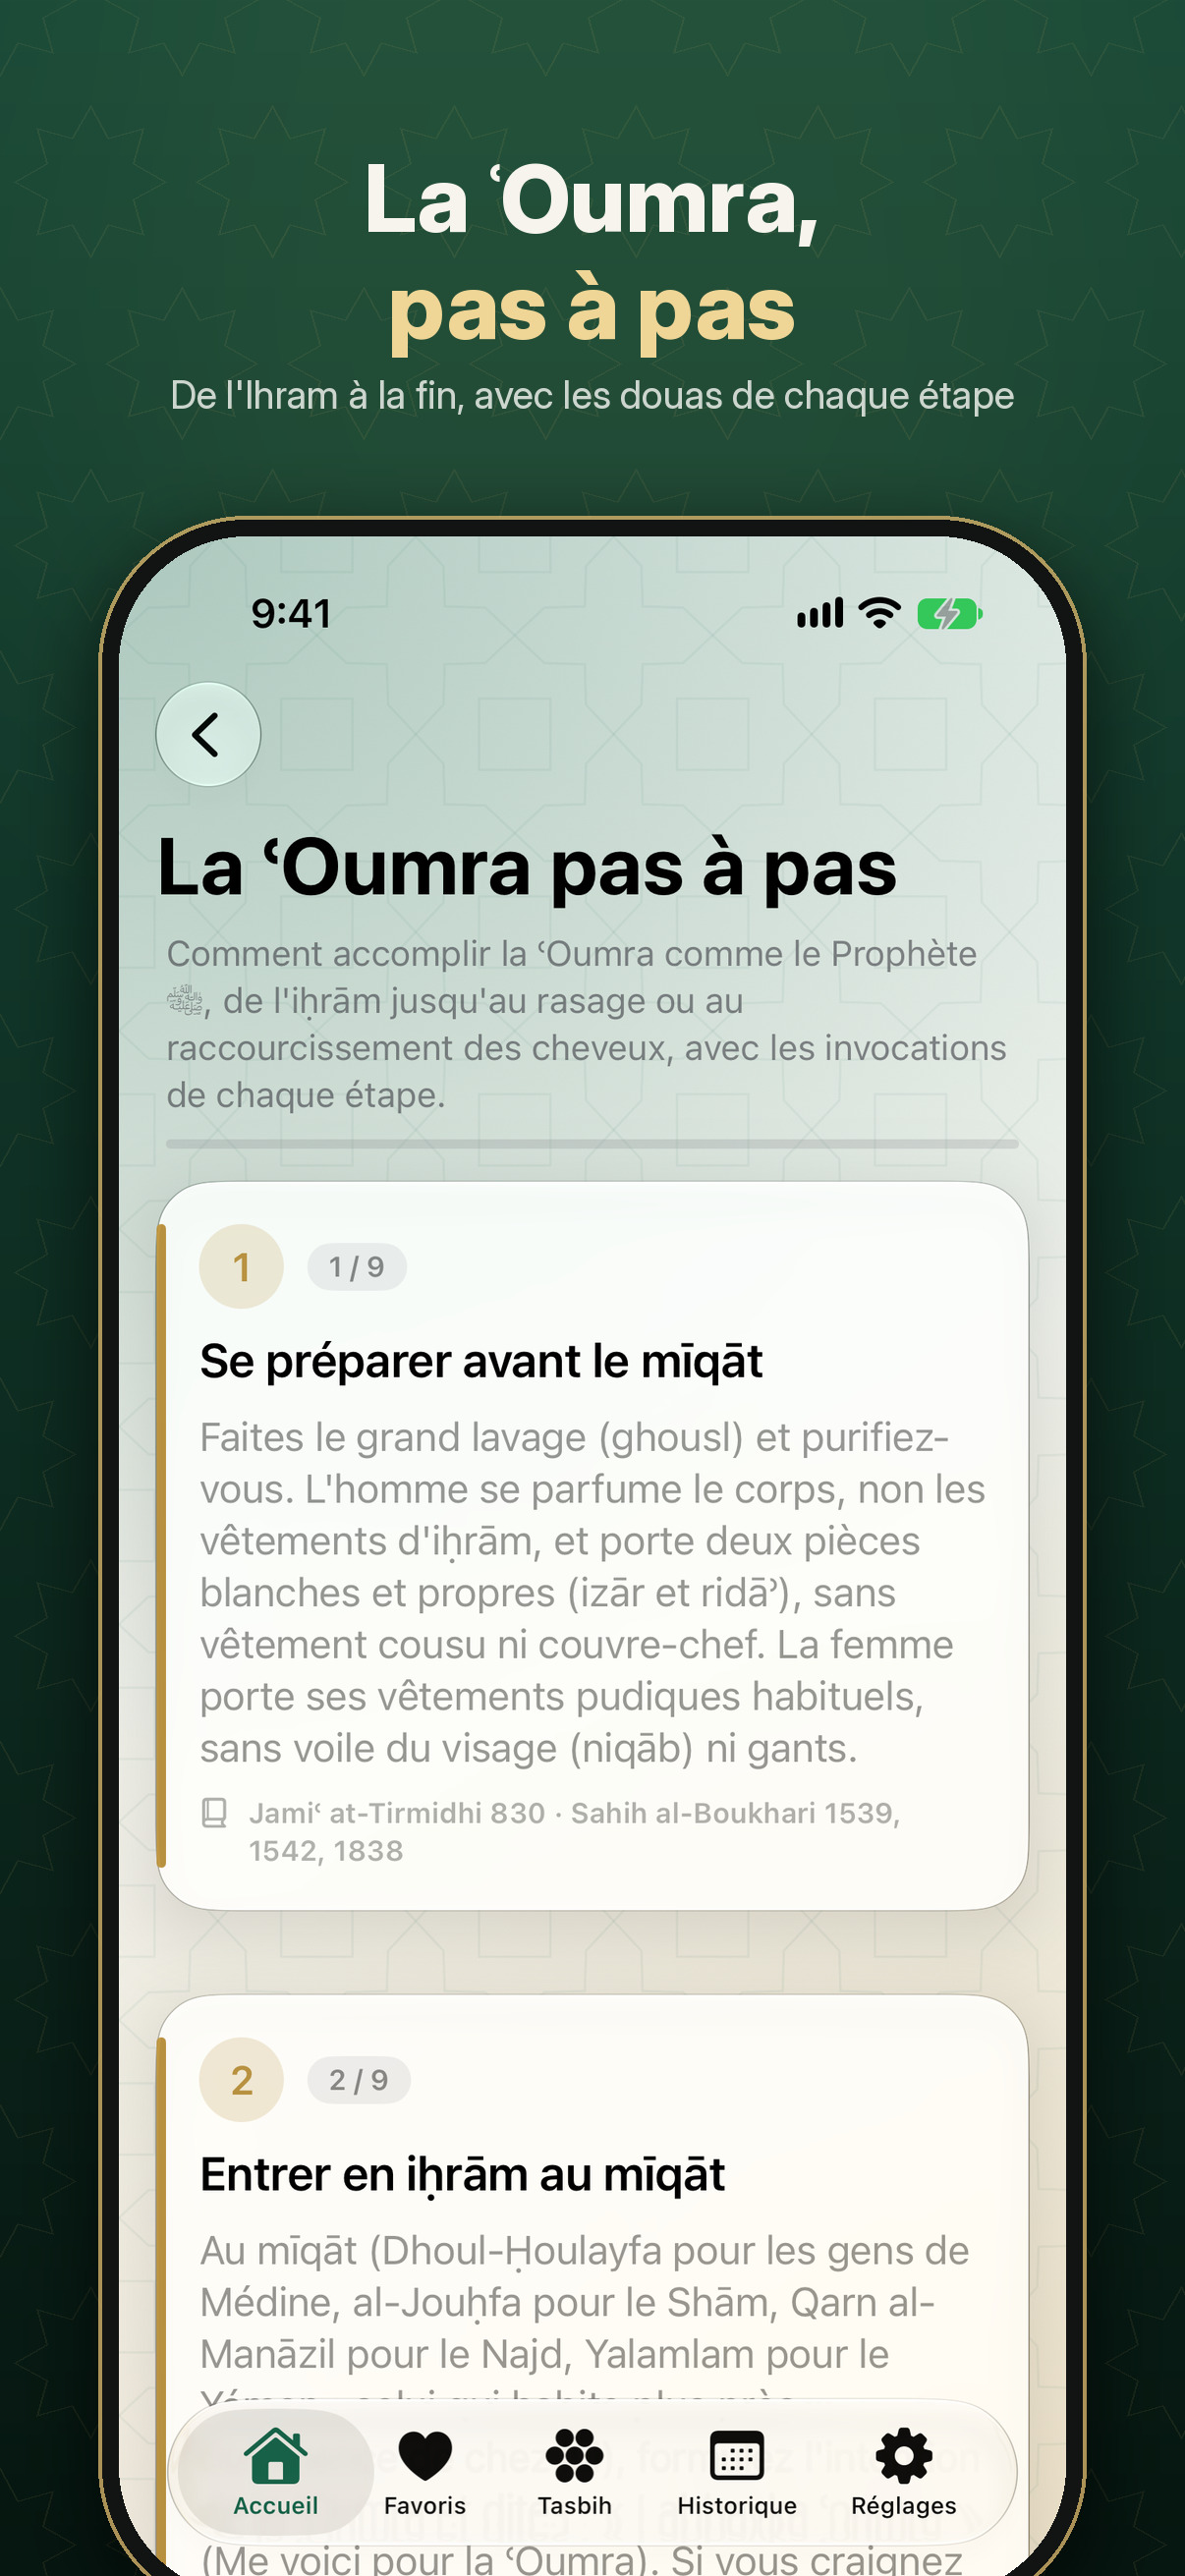 La ʿOumra,
pas à pas
De l'Ihram à la fin, avec les douas de chaque étape
9:41
La ʿOumra pas à pas
Comment accomplir la ʿOumra comme le Prophète
ﷺ, de l'iḥrām jusqu'au rasage ou au
raccourcissement des cheveux, avec les invocations
de chaque étape.
1
1 / 9
Se préparer avant le mīqāt
Faites le grand lavage (ghousl) et purifiez-
vous. L'homme se parfume le corps, non les
vêtements d'iḥrām, et porte deux pièces
blanches et propres (izār et ridāʾ), sans
vêtement cousu ni couvre-chef. La femme
porte ses vêtements pudiques habituels,
sans voile du visage (niqāb) ni gants.
Jamiʿ at-Tirmidhi 830 · Sahih al-Boukhari 1539,
1542, 1838
2
2 / 9
Entrer en iḥrām au mīqāt
Au mīqāt (Dhoul-Ḥoulayfa pour les gens de
Médine, al-Jouḥfa pour le Shām, Qarn al-
Manāzil pour le Najd, Yalamlam pour le
Accueil
Favoris
Tasbih
Historique
Réglages
(Me voici pour la ʿOumra). Si vous craignez